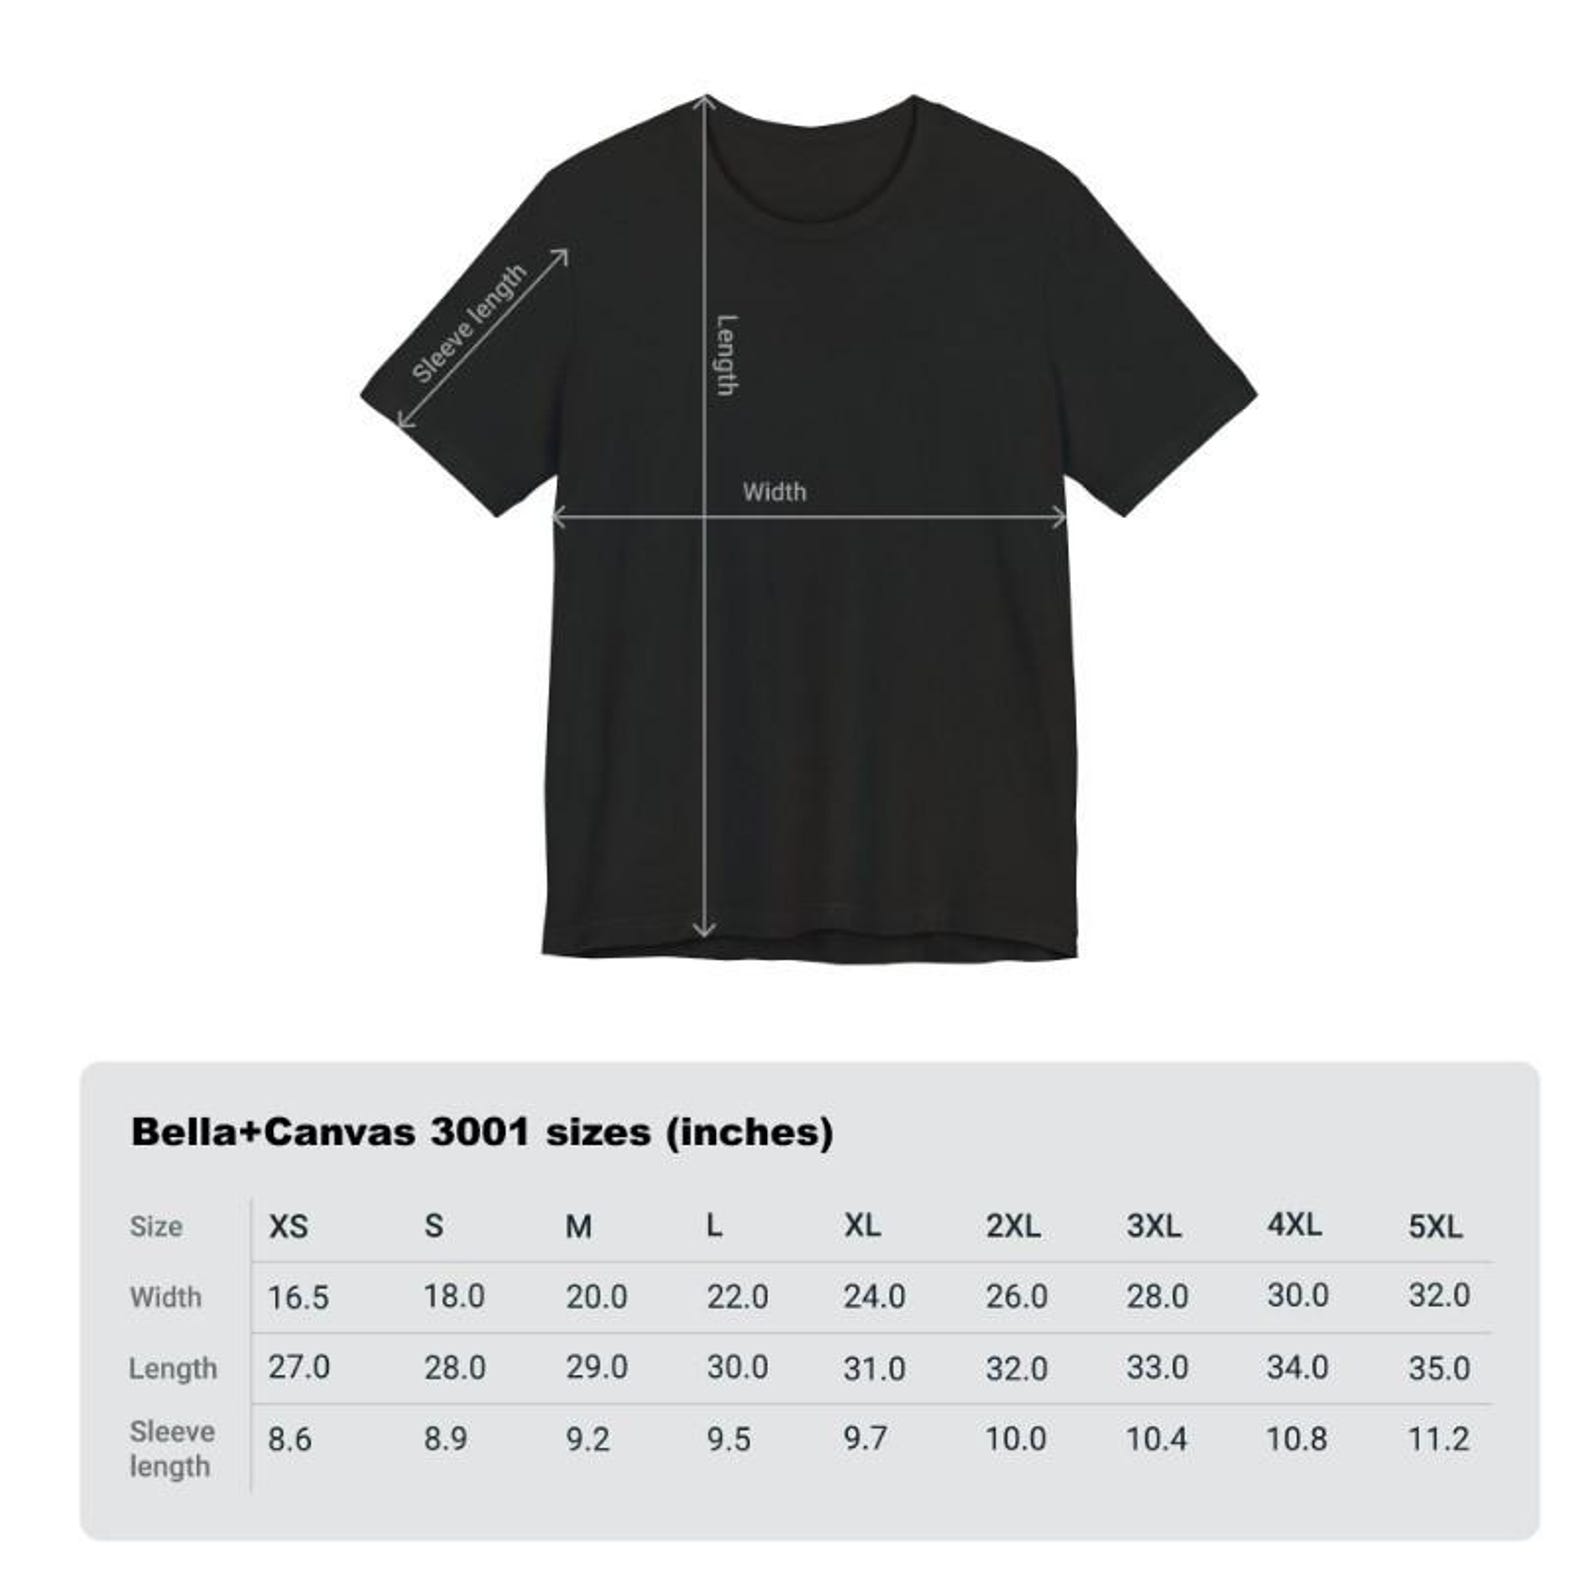 Sleeve length
Length
Width
Bella+Canvas 3001 sizes (inches)
Size XS S M L XL 2XL 3XL 4XL 5XL
Width 16.5 18.0 20.0 22.0 24.0 26.0 28.0 30.0 32.0
Length 27.0 28.0 29.0 30.0 31.0 32.0 33.0 34.0 35.0
Sleeve
length 8.6 8.9 9.2 9.5 9.7 10.0 10.4 10.8 11.2